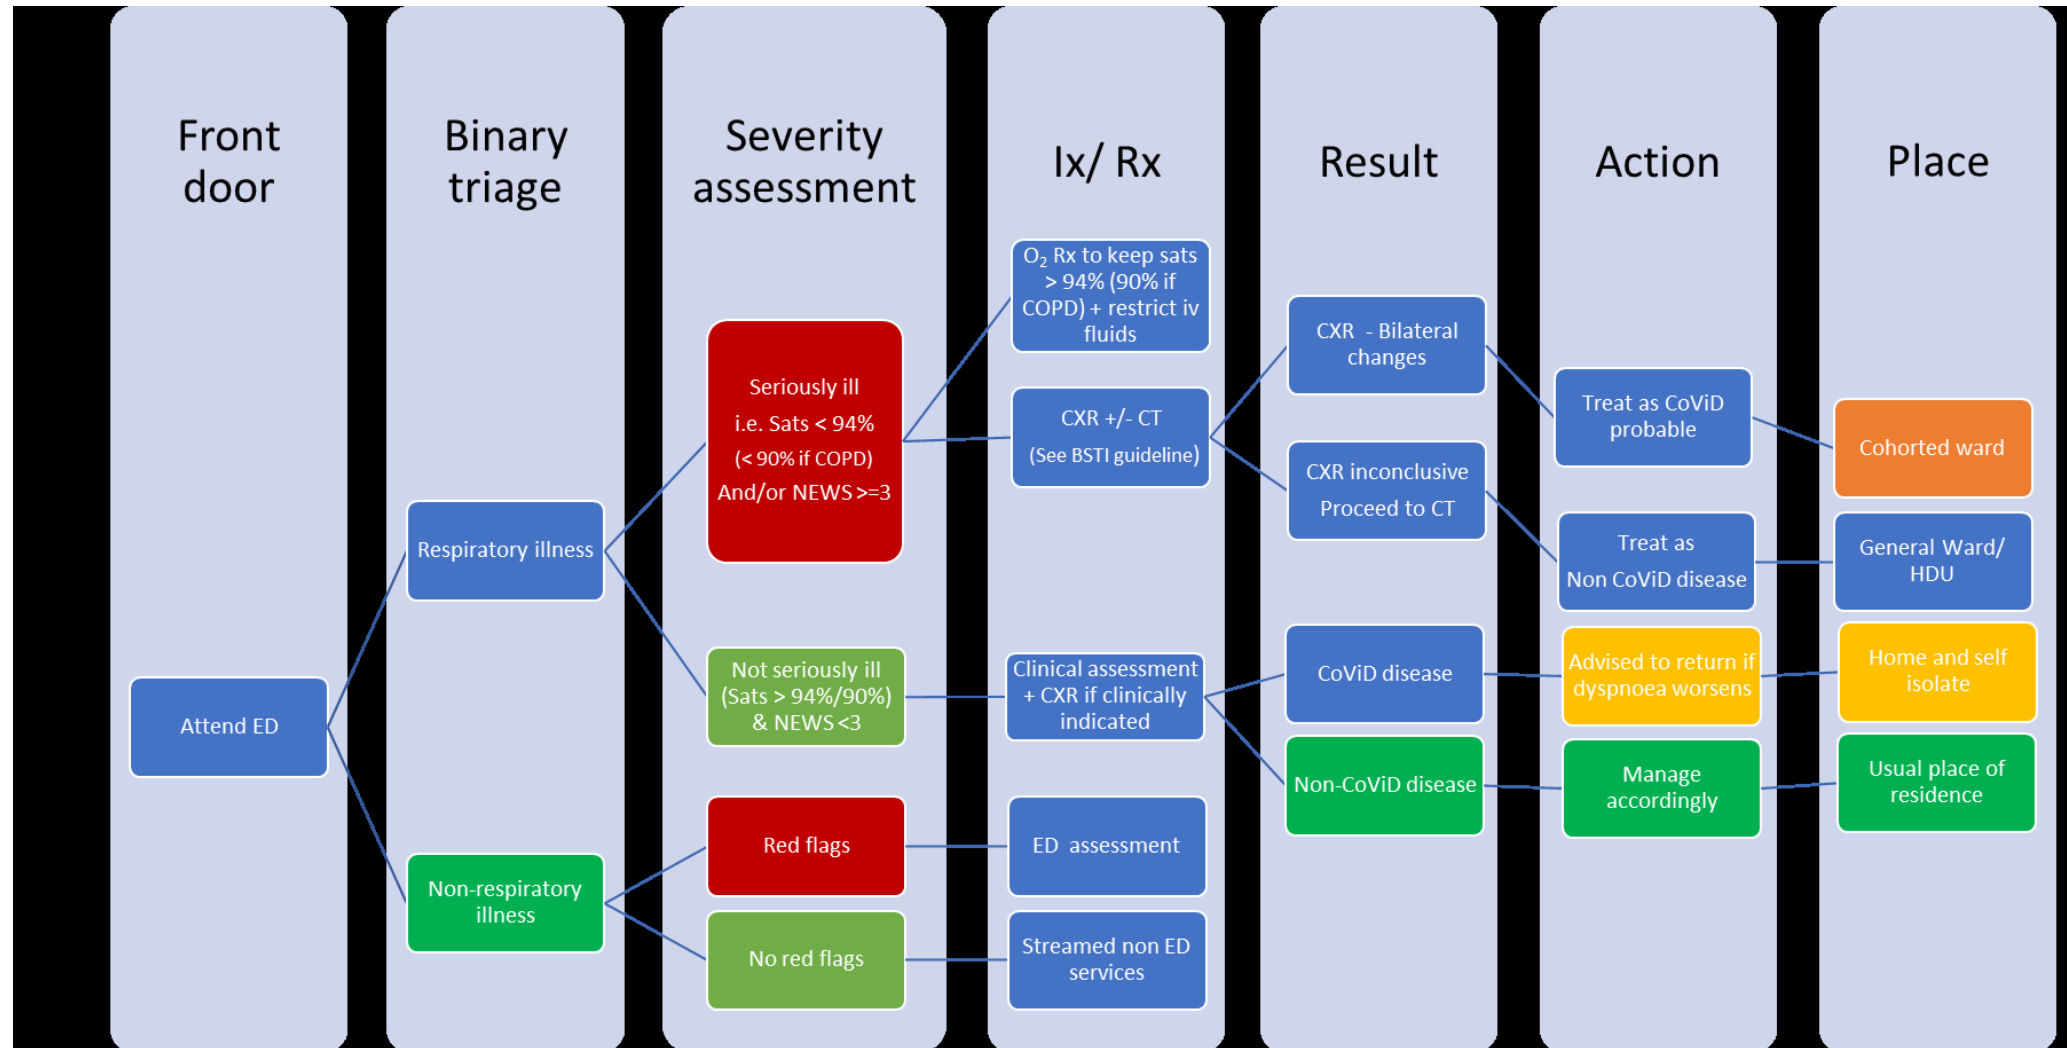 Front
door
Binary
triage
Severity
assessment
Ix/ Rx
Result
Action
Place
Attend ED
Respiratory illness
Non-respiratory
illness
Seriously ill
i.e. Sats < 94%
(< 90% if COPD)
And/or NEWS >=3
Not seriously ill
(Sats > 94%/90%)
& NEWS <3
Red flags
No red flags
O₂ Rx to keep sats
> 94% (90% if
COPD) + restrict iv
fluids
CXR +/- CT
(See BSTI guideline)
Clinical assessment
+ CXR if clinically
indicated
ED assessment
Streamed non ED
services
CXR - Bilateral
changes
CXR inconclusive
Proceed to CT
CoViD disease
Non-CoViD disease
Treat as CoViD
probable
Treat as
Non CoViD disease
Advised to return if
dyspnoea worsens
Manage
accordingly
Cohorted ward
General Ward/
HDU
Home and self
isolate
Usual place of
residence